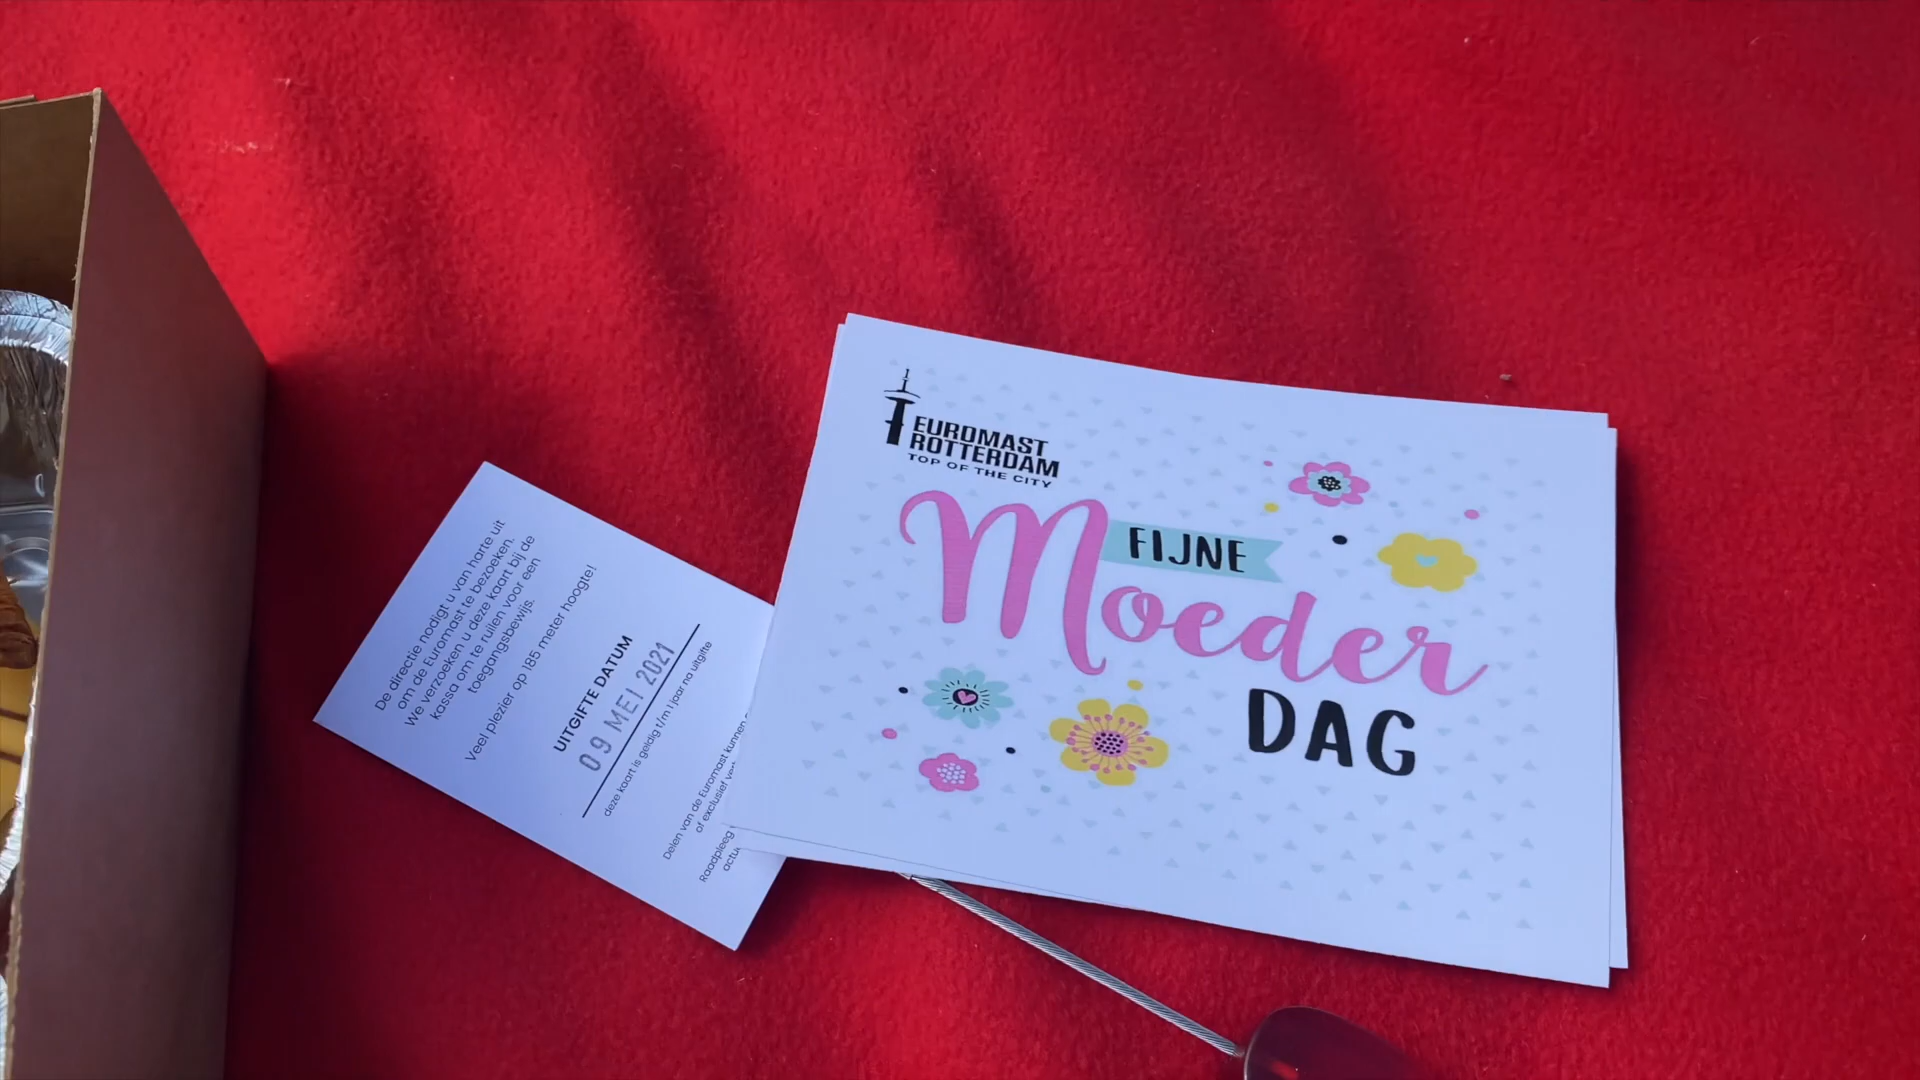 De directie nodigt u van harte uit
om de Euromast te bezoeken.
We verzoeken u deze kaart bij de
kassa om te ruilen voor een
toegangsbewijs.
Veel plezier op 185 meter hoogte!
UITGIFTE DATUM
09 MEI 2021
deze kaart is geldig t/m 1 jaar na uitgifte
Delen van de Euromast kunnen
of exclusief
Raadpleeg
EUROMAST
ROTTERDAM
TOP OF THE CITY
FIJNE
Moeder
DAG